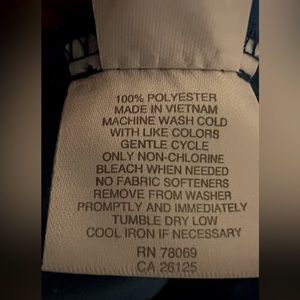 100% POLYESTER
MADE IN VIETNAM
MACHINE WASH COLD
WITH LIKE COLORS
GENTLE CYCLE
ONLY NON-CHLORINE
BLEACH WHEN NEEDED
NO FABRIC SOFTENERS
REMOVE FROM WASHER
PROMPTLY AND IMMEDIATELY
TUMBLE DRY LOW
COOL IRON IF NECESSARY
RN 78069
CA 26125